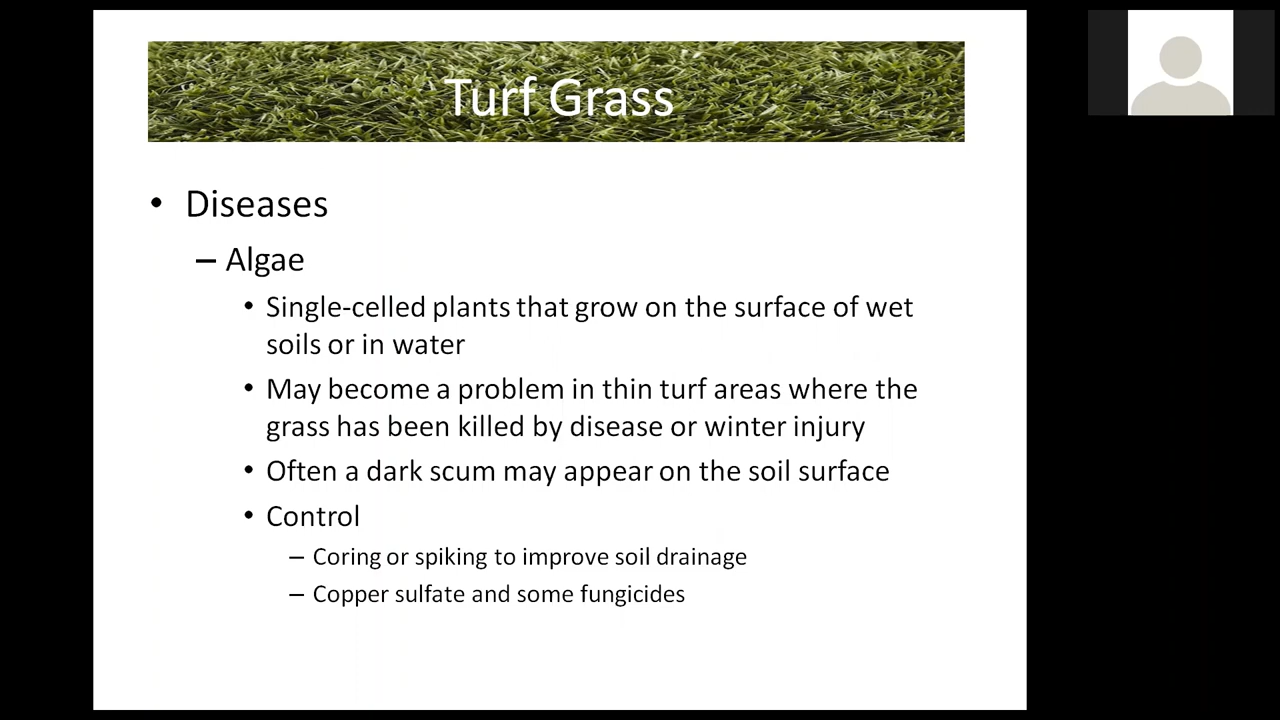 Turf Grass
• Diseases
– Algae
• Single-celled plants that grow on the surface of wet
soils or in water
• May become a problem in thin turf areas where the
grass has been killed by disease or winter injury
• Often a dark scum may appear on the soil surface
• Control
– Coring or spiking to improve soil drainage
– Copper sulfate and some fungicides